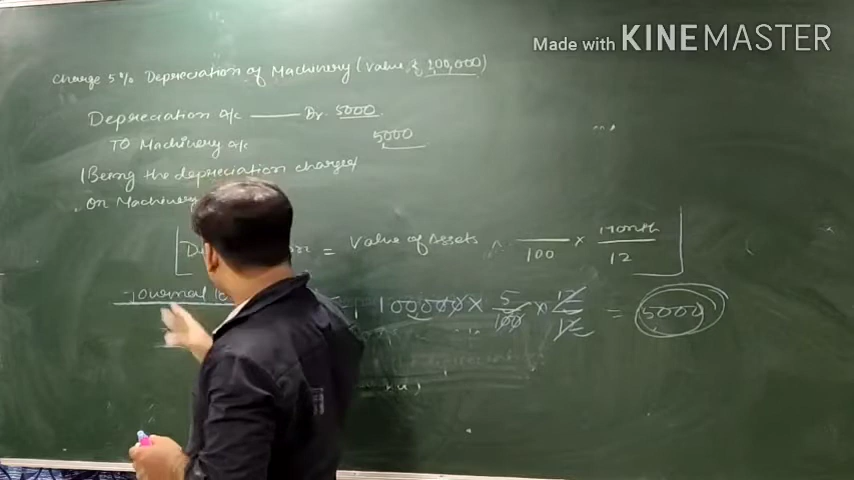 Made with KINEMASTER
Charge 5% Depreciation of Machinery (Value ₹ 100,000)
Depreciation A/c —— Dr. 5000
TO Machinery A/c 5000
(Being the depreciation charged
on Machinery
= Value of Assets × 100 × Month/12
Journal
100000 × 5/100 × 12/12 = 5000